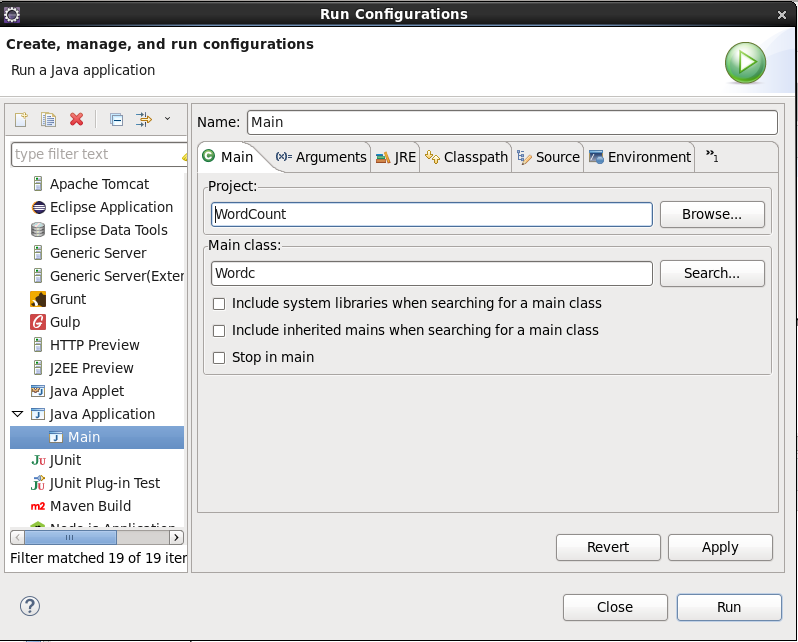 Run Configurations
Create, manage, and run configurations
Run a Java application
type filter text
Apache Tomcat
Eclipse Application
Eclipse Data Tools
Generic Server
Generic Server(Exter
Grunt
Gulp
HTTP Preview
J2EE Preview
Java Applet
Java Application
Main
JUnit
JUnit Plug-in Test
Maven Build
Node.js Application
Filter matched 19 of 19 iter
Name: Main
Main (x)= Arguments JRE Classpath Source Environment »1
Project:
WordCount Browse...
Main class:
Wordc Search...
Include system libraries when searching for a main class
Include inherited mains when searching for a main class
Stop in main
Revert Apply
Close Run